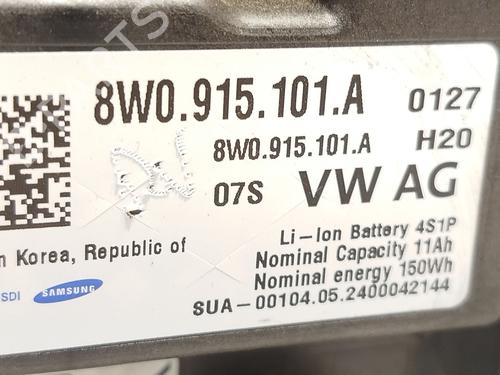 8W0.915.101.A 0127
8W0.915.101.A H20
07S VW AG
n Korea, Republic of
Li-Ion Battery 4S1P
Nominal Capacity 11Ah
Nominal energy 150Wh
SDI SAMSUNG
SUA-00104.05.2400042144